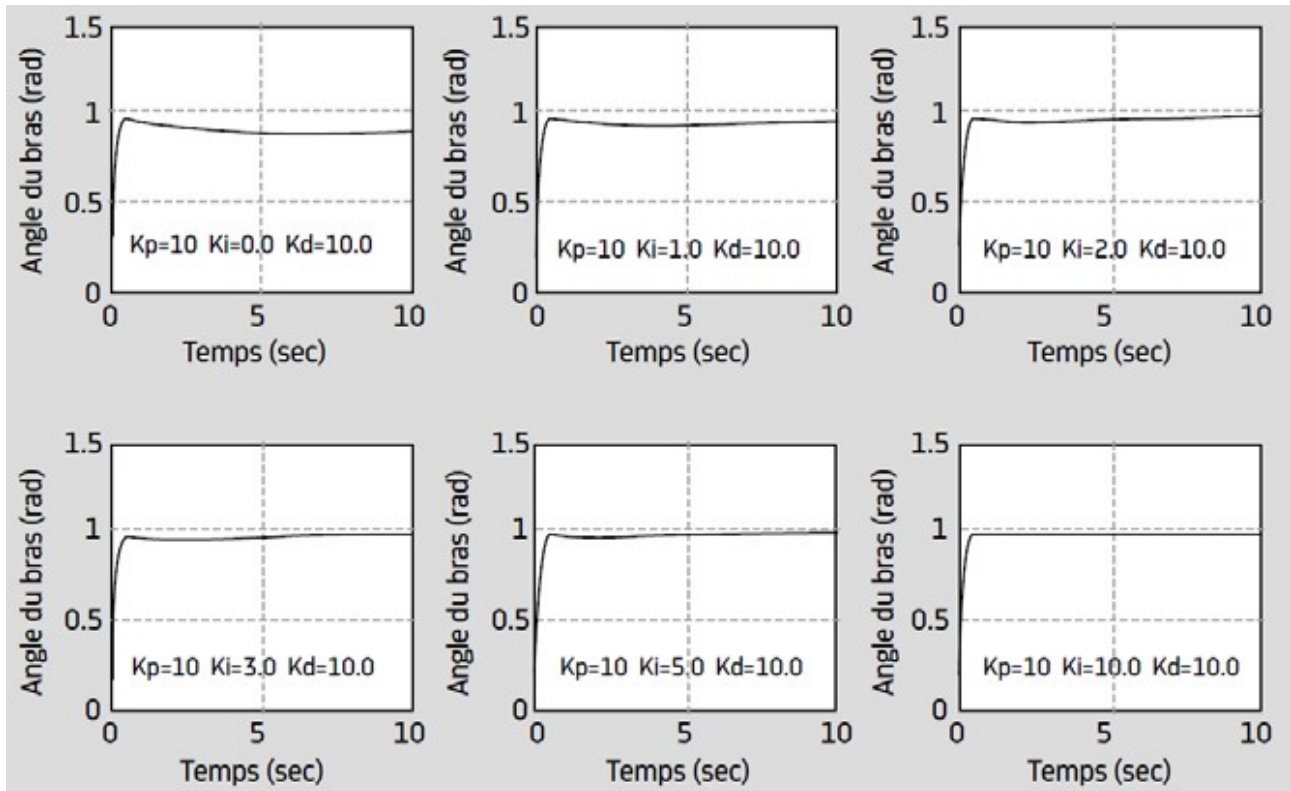 1.5
1
0.5
0
Angle du bras (rad)
Kp=10 Ki=0.0 Kd=10.0
0 5 10
Temps (sec)
1.5
1
0.5
0
Angle du bras (rad)
Kp=10 Ki=1.0 Kd=10.0
0 5 10
Temps (sec)
1.5
1
0.5
0
Angle du bras (rad)
Kp=10 Ki=2.0 Kd=10.0
0 5 10
Temps (sec)
1.5
1
0.5
0
Angle du bras (rad)
Kp=10 Ki=3.0 Kd=10.0
0 5 10
Temps (sec)
1.5
1
0.5
0
Angle du bras (rad)
Kp=10 Ki=5.0 Kd=10.0
0 5 10
Temps (sec)
1.5
1
0.5
0
Angle du bras (rad)
Kp=10 Ki=10.0 Kd=10.0
0 5 10
Temps (sec)